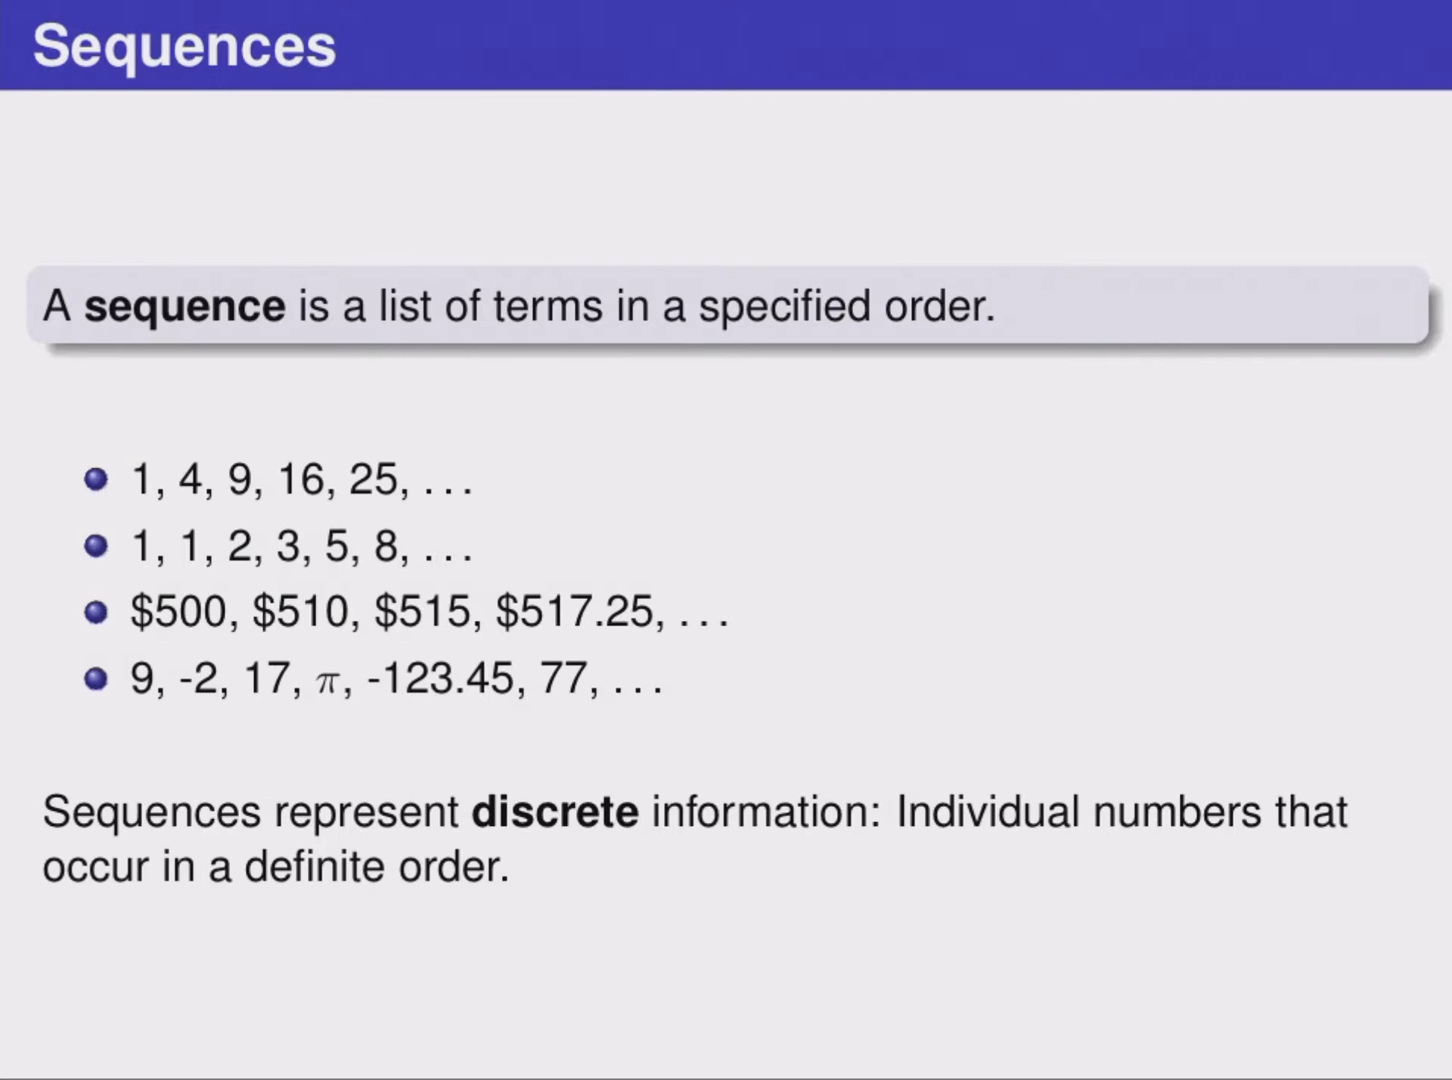 Sequences
A sequence is a list of terms in a specified order.
1, 4, 9, 16, 25, . . .
1, 1, 2, 3, 5, 8, . . .
$500, $510, $515, $517.25, . . .
9, -2, 17, π, -123.45, 77, . . .
Sequences represent discrete information: Individual numbers that
occur in a definite order.